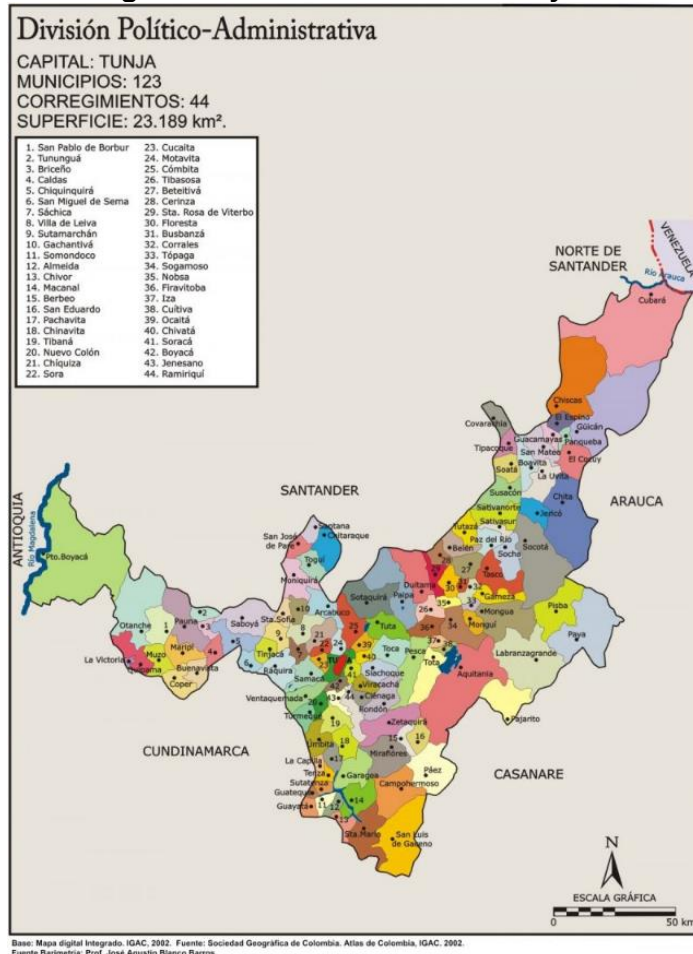 División Político-Administrativa
CAPITAL: TUNJA
MUNICIPIOS: 123
CORREGIMIENTOS: 44
SUPERFICIE: 23.189 km².
1. San Pablo de Borbur
2. Tununguá
3. Briceño
4. Caldas
5. Chiquinquirá
6. San Miguel de Sema
7. Sáchica
8. Villa de Leiva
9. Sutamarchán
10. Gachantivá
11. Somondoco
12. Almeida
13. Chivor
14. Macanal
15. Berbeo
16. San Eduardo
17. Pachavita
18. Chinavita
19. Tibaná
20. Nuevo Colón
21. Chíquiza
22. Sora
23. Cucaita
24. Motavita
25. Cómbita
26. Tibasosa
27. Beteitivá
28. Cerinza
29. Sta. Rosa de Viterbo
30. Floresta
31. Busbanzá
32. Corrales
33. Tópaga
34. Sogamoso
35. Nobsa
36. Firavitoba
37. Iza
38. Cuítiva
39. Ocaitá
40. Chivatá
41. Soracá
42. Boyacá
43. Jenesano
44. Ramiriquí
VENEZUELA
NORTE DE
SANTANDER
Río Arauca
Cubará
Chiscas
El Espino
Covarachia
Güicán
Guacamayas
Panqueba
Tipacoque
San Mateo
El Cocuy
Soatá
Boavita
La Uvita
Susacón
Chita
SANTANDER
ARAUCA
Sativanorte
Jericó
Sativasur
ANTIOQUIA
Río Magdalena
Santana
Chitaraque
Tutazá
San José
de Pare
Belén
Paz del Río
Socotá
Socha
Pto.Boyacá
Togüí
Tasco
Moniquirá
Duitama
Paipa
Sotaquirá
Gameza
Arcabuco
Pisba
Mongua
Otanche
Pauna
Saboyá
Sta.Sofía
Tuta
Monguí
Paya
Labranzagrande
La Victoria
Muzo
Maripí
Tinjacá
Toca
Pesca
Tota
Quípama
Buenavista
Ráquira
Siachoque
Aquitania
Coper
Samacá
Viracachá
Ventaquemada
Ciénaga
Rondón
Turmequé
Pajarito
Zetaquirá
CUNDINAMARCA
Umbita
Miraflores
La Capilla
Páez
CASANARE
Tenza
Garagoa
Sutatenza
Campohermoso
Guateque
Guayatá
Sta.María
San Luis
de Gaceno
N
ESCALA GRÁFICA
0
50 km
Base: Mapa digital Integrado. IGAC, 2002. Fuente: Sociedad Geográfica de Colombia. Atlas de Colombia, IGAC. 2002.
Fuente Barimetría: Prof. José Agustín Blanco Barros